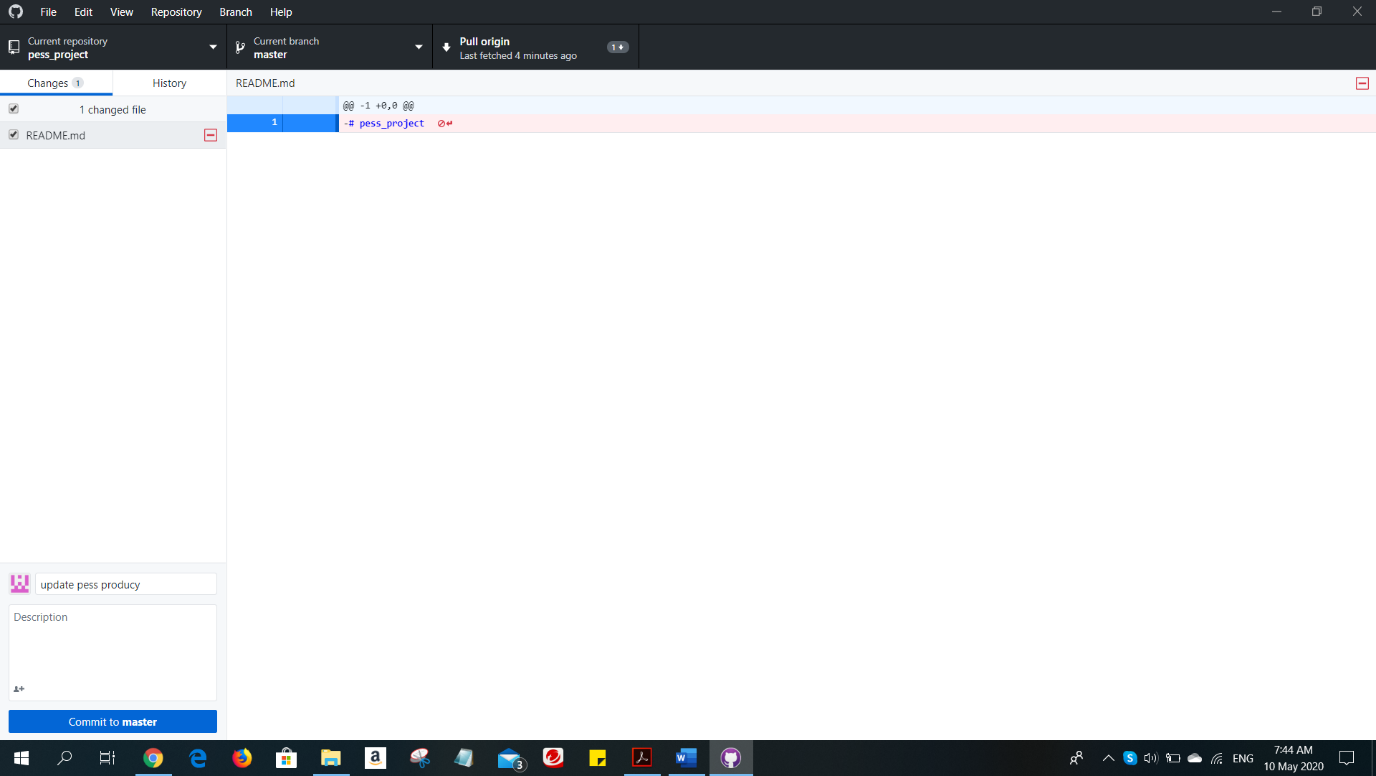 File Edit View Repository Branch Help
Current repository
pess_project
Current branch
master
Pull origin
Last fetched 4 minutes ago
1
Changes 1 History
README.md
1 changed file
@@ -1 +0,0 @@
1 -# pess_project
README.md
update pess producy
Description
Commit to master
3
ENG
7:44 AM
10 May 2020